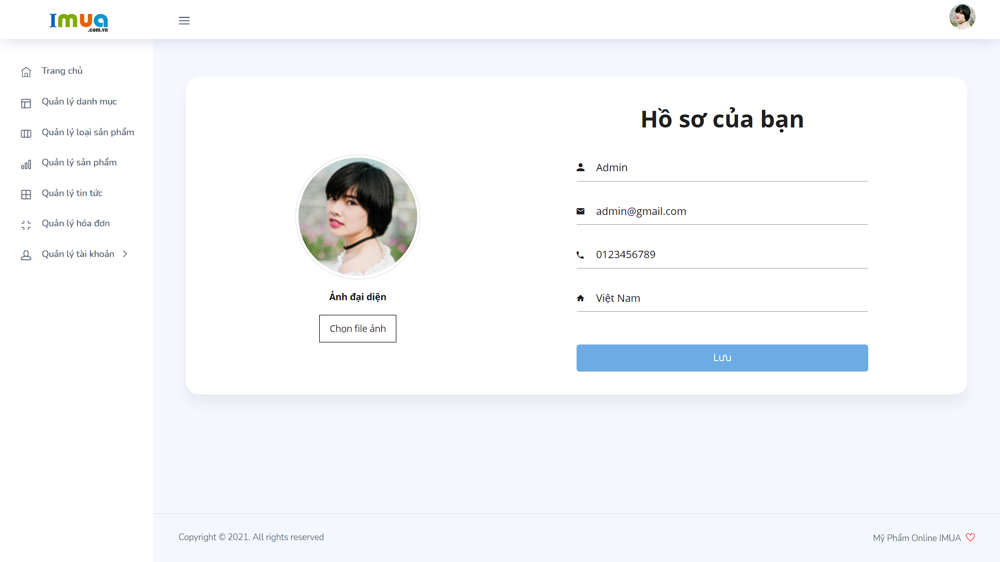 Imua
.com.vn
Trang chủ
Quản lý danh mục
Quản lý loại sản phẩm
Quản lý sản phẩm
Quản lý tin tức
Quản lý hóa đơn
Quản lý tài khoản
Hồ sơ của bạn
Admin
admin@gmail.com
0123456789
Việt Nam
Lưu
Ảnh đại diện
Chọn file ảnh
Copyright © 2021. All rights reserved
Mỹ Phẩm Online IMUA